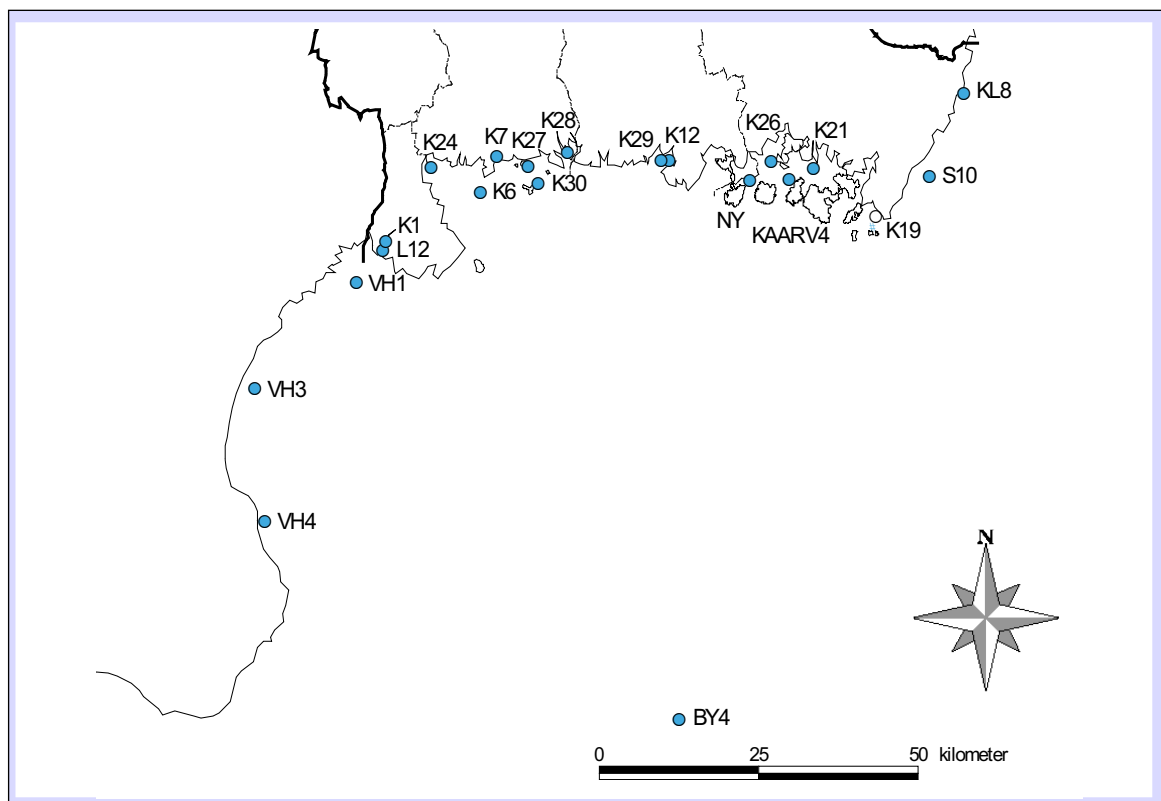 KL8
K28
K7
K27
K24
K29
K12
K26
K21
S10
K6
K30
NY
KAARV4
K19
K1
L12
VH1
VH3
VH4
N
BY4
0 25 50 kilometer